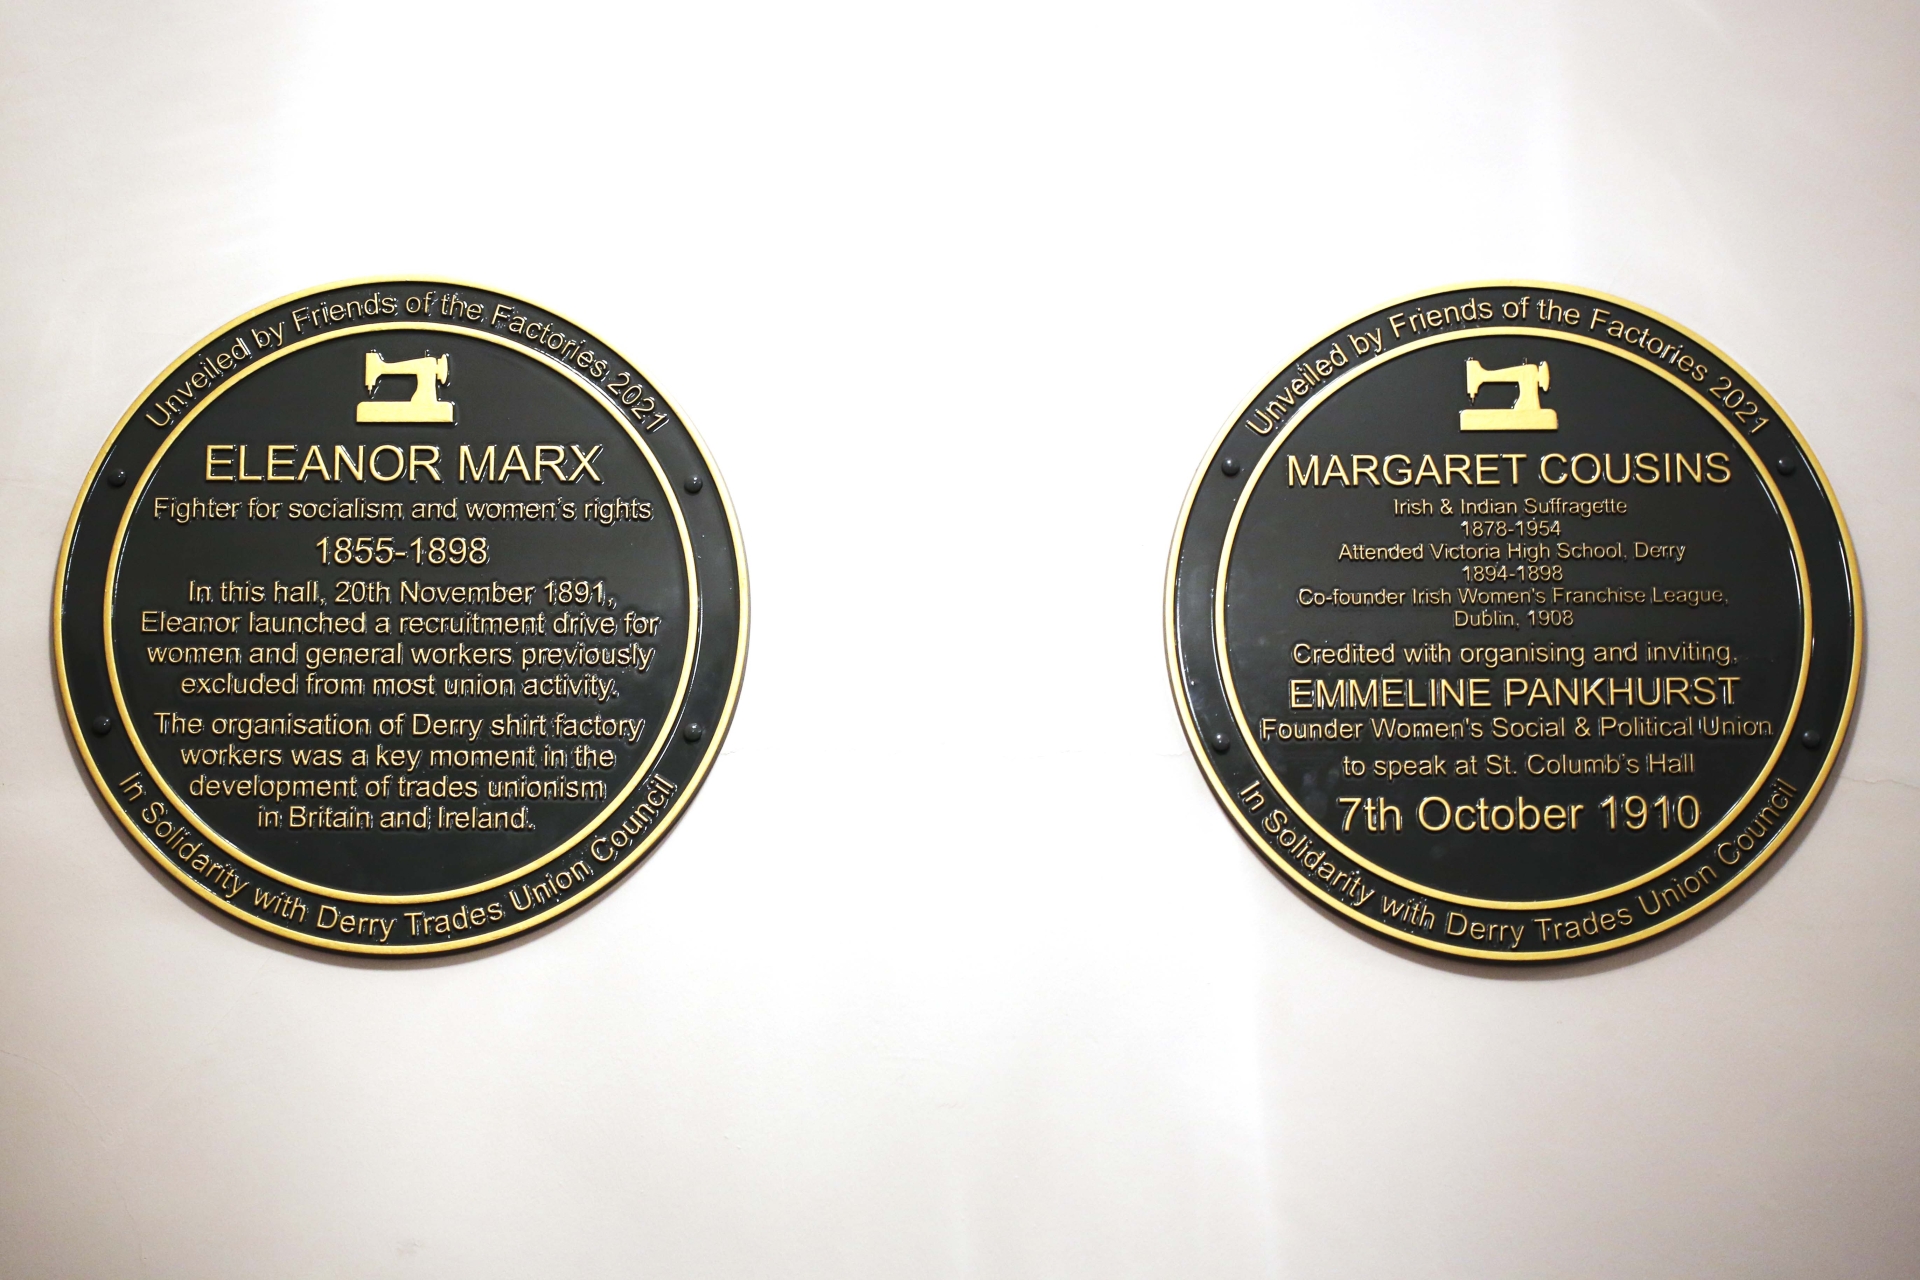 Unveiled by Friends of the Factories 2021
ELEANOR MARX
Fighter for socialism and women's rights
1855-1898
In this hall, 20th November 1891,
Eleanor launched a recruitment drive for
women and general workers previously
excluded from most union activity.
The organisation of Derry shirt factory
workers was a key moment in the
development of trades unionism
in Britain and Ireland.
In Solidarity with Derry Trades Union Council
Unveiled by Friends of the Factories 2021
MARGARET COUSINS
Irish & Indian Suffragette
1878-1954
Attended Victoria High School, Derry
1894-1898
Co-founder Irish Women's Franchise League,
Dublin, 1908
Credited with organising and inviting,
EMMELINE PANKHURST
Founder Women's Social & Political Union
to speak at St. Columb's Hall
7th October 1910
In Solidarity with Derry Trades Union Council